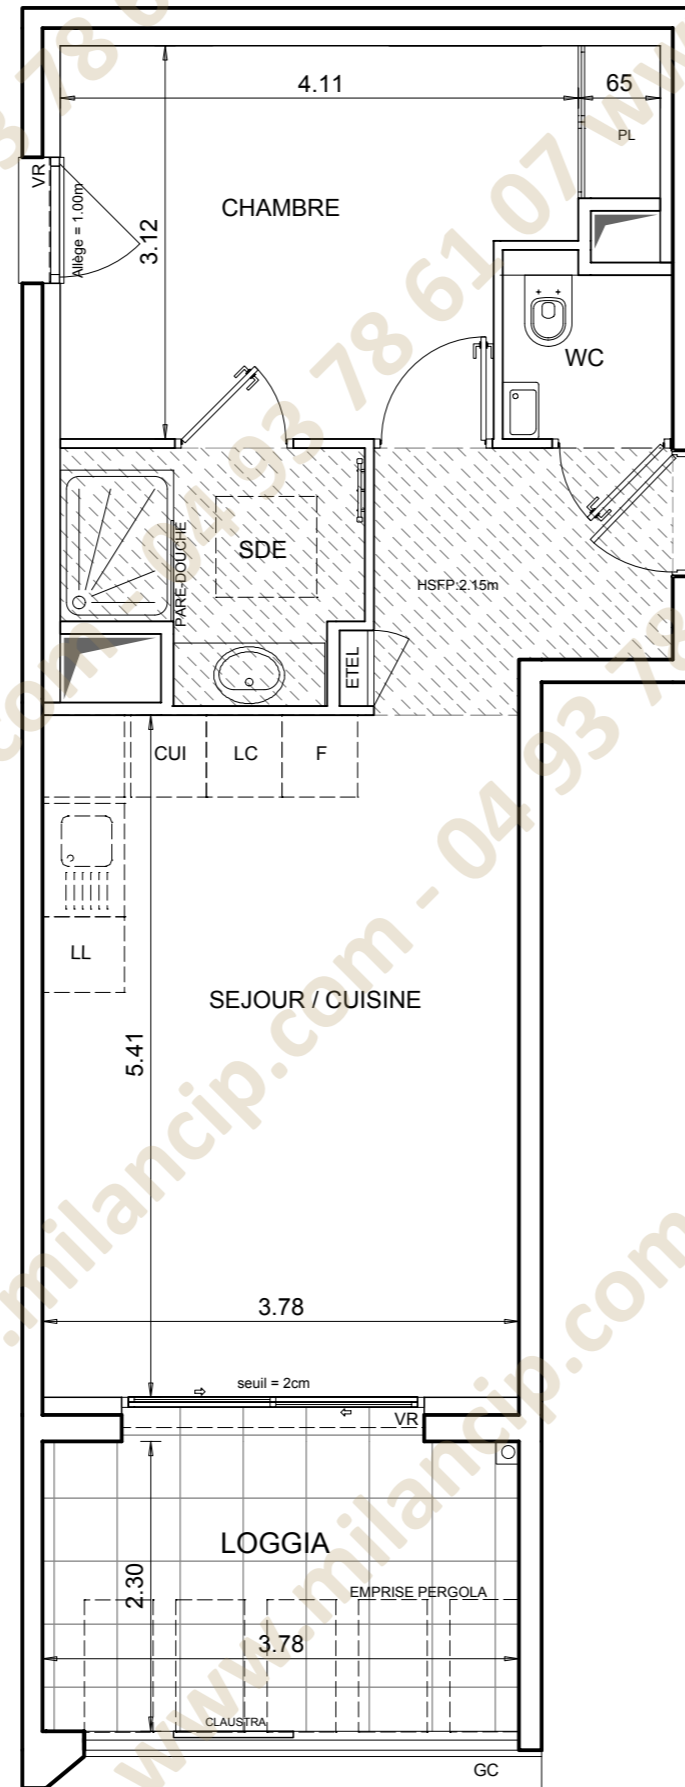 4.11
65
PL
VR
Allège = 1.00m
CHAMBRE
3.12
WC
SDE
PARE-DOUCHE
HSFP:2.15m
ETEL
CUI
LC
F
LL
SEJOUR / CUISINE
5.41
3.78
seuil = 2cm
VR
LOGGIA
2.30
EMPRISE PERGOLA
3.78
CLAUSTRA
GC
www.milancip.com - 04 93 78 61 07